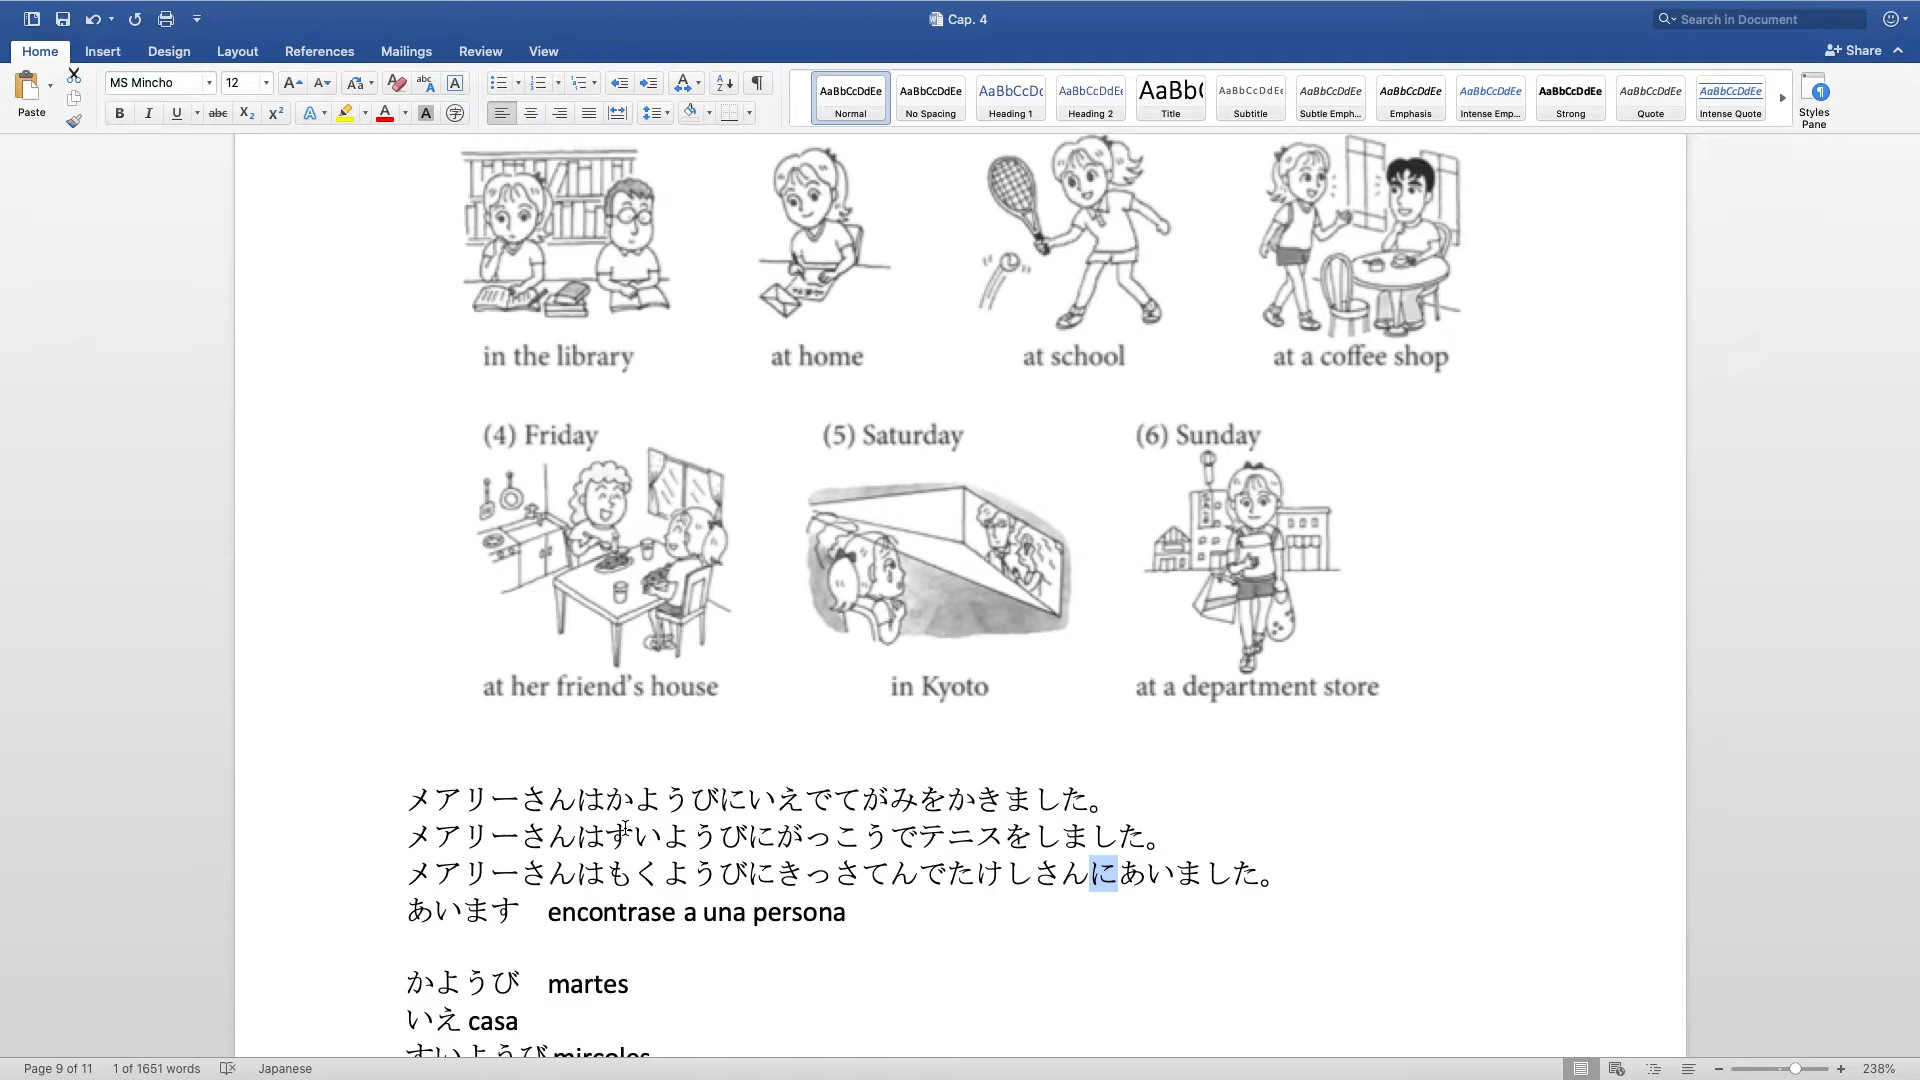 Cap. 4
Search in Document
Home Insert Design Layout References Mailings Review View
Share
Paste
MS Mincho 12
AaBbCcDdEe AaBbCcDdEe AaBbCcDc AaBbCcDdEe AaBb( AaBbCcDdEe AaBbCcDdEe AaBbCcDdEe AaBbCcDdEe AaBbCcDdEe AaBbCcDdEe AaBbCcDdEe
Normal No Spacing Heading 1 Heading 2 Title Subtitle Subtle Emph... Emphasis Intense Emp... Strong Quote Intense Quote
Styles Pane
in the library at home at school at a coffee shop
(4) Friday (5) Saturday (6) Sunday
at her friend's house in Kyoto at a department store
メアリーさんはかようびにいえでてがみをかきました。
メアリーさんはすいようびにがっこうでテニスをしました。
メアリーさんはもくようびにきっさてんでたけしさんにあいました。
あいます encontrase a una persona
かようび martes
いえ casa
すいようび mircoles
Page 9 of 11 1 of 1651 words Japanese 238%